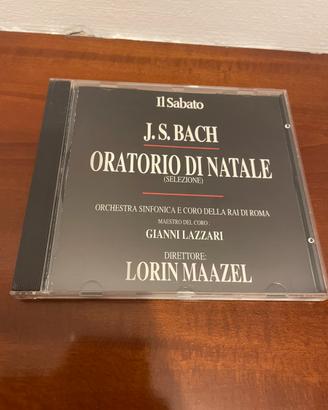 Il Sabato
J. S. BACH
ORATORIO DI NATALE
(SELEZIONE)
ORCHESTRA SINFONICA E CORO DELLA RAI DI ROMA
MAESTRO DEL CORO
GIANNI LAZZARI
DIRETTORE:
LORIN MAAZEL